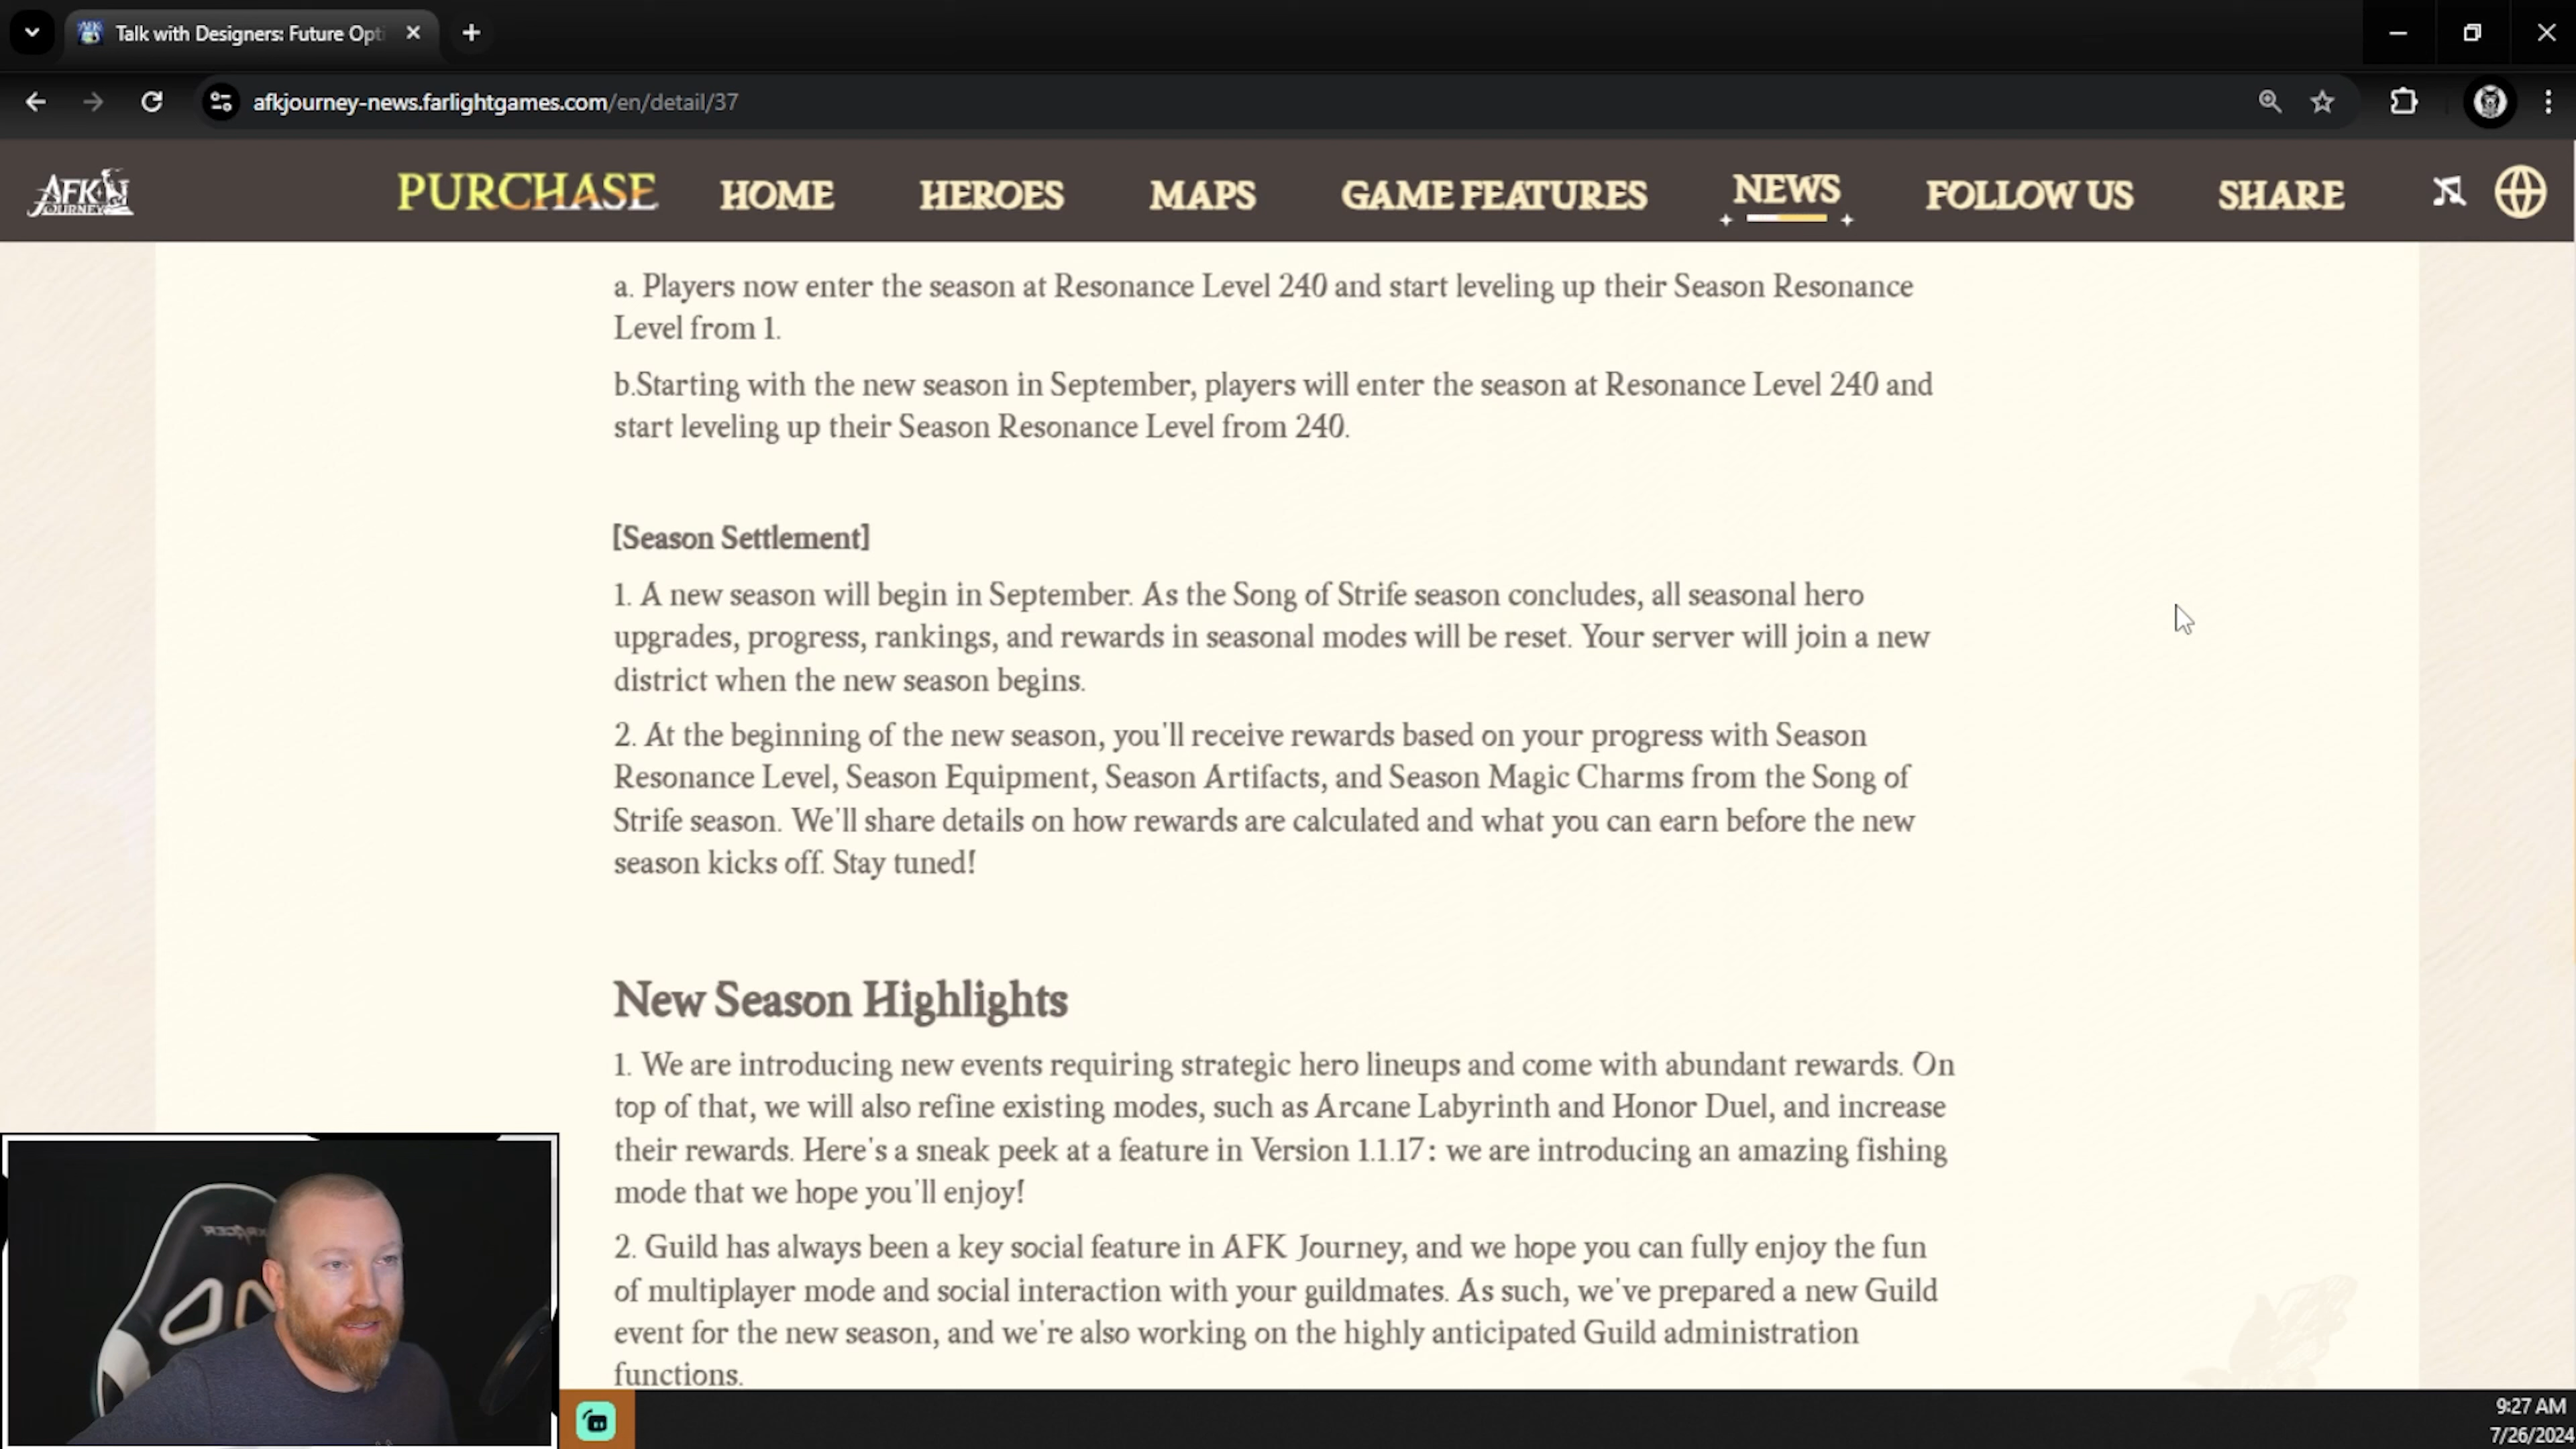 Talk with Designers: Future Opti
afkjourney-news.farlightgames.com/en/detail/37
AFK JOURNEY
PURCHASE HOME HEROES MAPS GAME FEATURES NEWS FOLLOW US SHARE
a. Players now enter the season at Resonance Level 240 and start leveling up their Season Resonance
Level from 1.
b.Starting with the new season in September, players will enter the season at Resonance Level 240 and
start leveling up their Season Resonance Level from 240.
[Season Settlement]
1. A new season will begin in September. As the Song of Strife season concludes, all seasonal hero
upgrades, progress, rankings, and rewards in seasonal modes will be reset. Your server will join a new
district when the new season begins.
2. At the beginning of the new season, you'll receive rewards based on your progress with Season
Resonance Level, Season Equipment, Season Artifacts, and Season Magic Charms from the Song of
Strife season. We'll share details on how rewards are calculated and what you can earn before the new
season kicks off. Stay tuned!
New Season Highlights
1. We are introducing new events requiring strategic hero lineups and come with abundant rewards. On
top of that, we will also refine existing modes, such as Arcane Labyrinth and Honor Duel, and increase
their rewards. Here's a sneak peek at a feature in Version 1.1.17: we are introducing an amazing fishing
mode that we hope you'll enjoy!
2. Guild has always been a key social feature in AFK Journey, and we hope you can fully enjoy the fun
of multiplayer mode and social interaction with your guildmates. As such, we've prepared a new Guild
event for the new season, and we're also working on the highly anticipated Guild administration
functions.
9:27 AM
7/26/2024